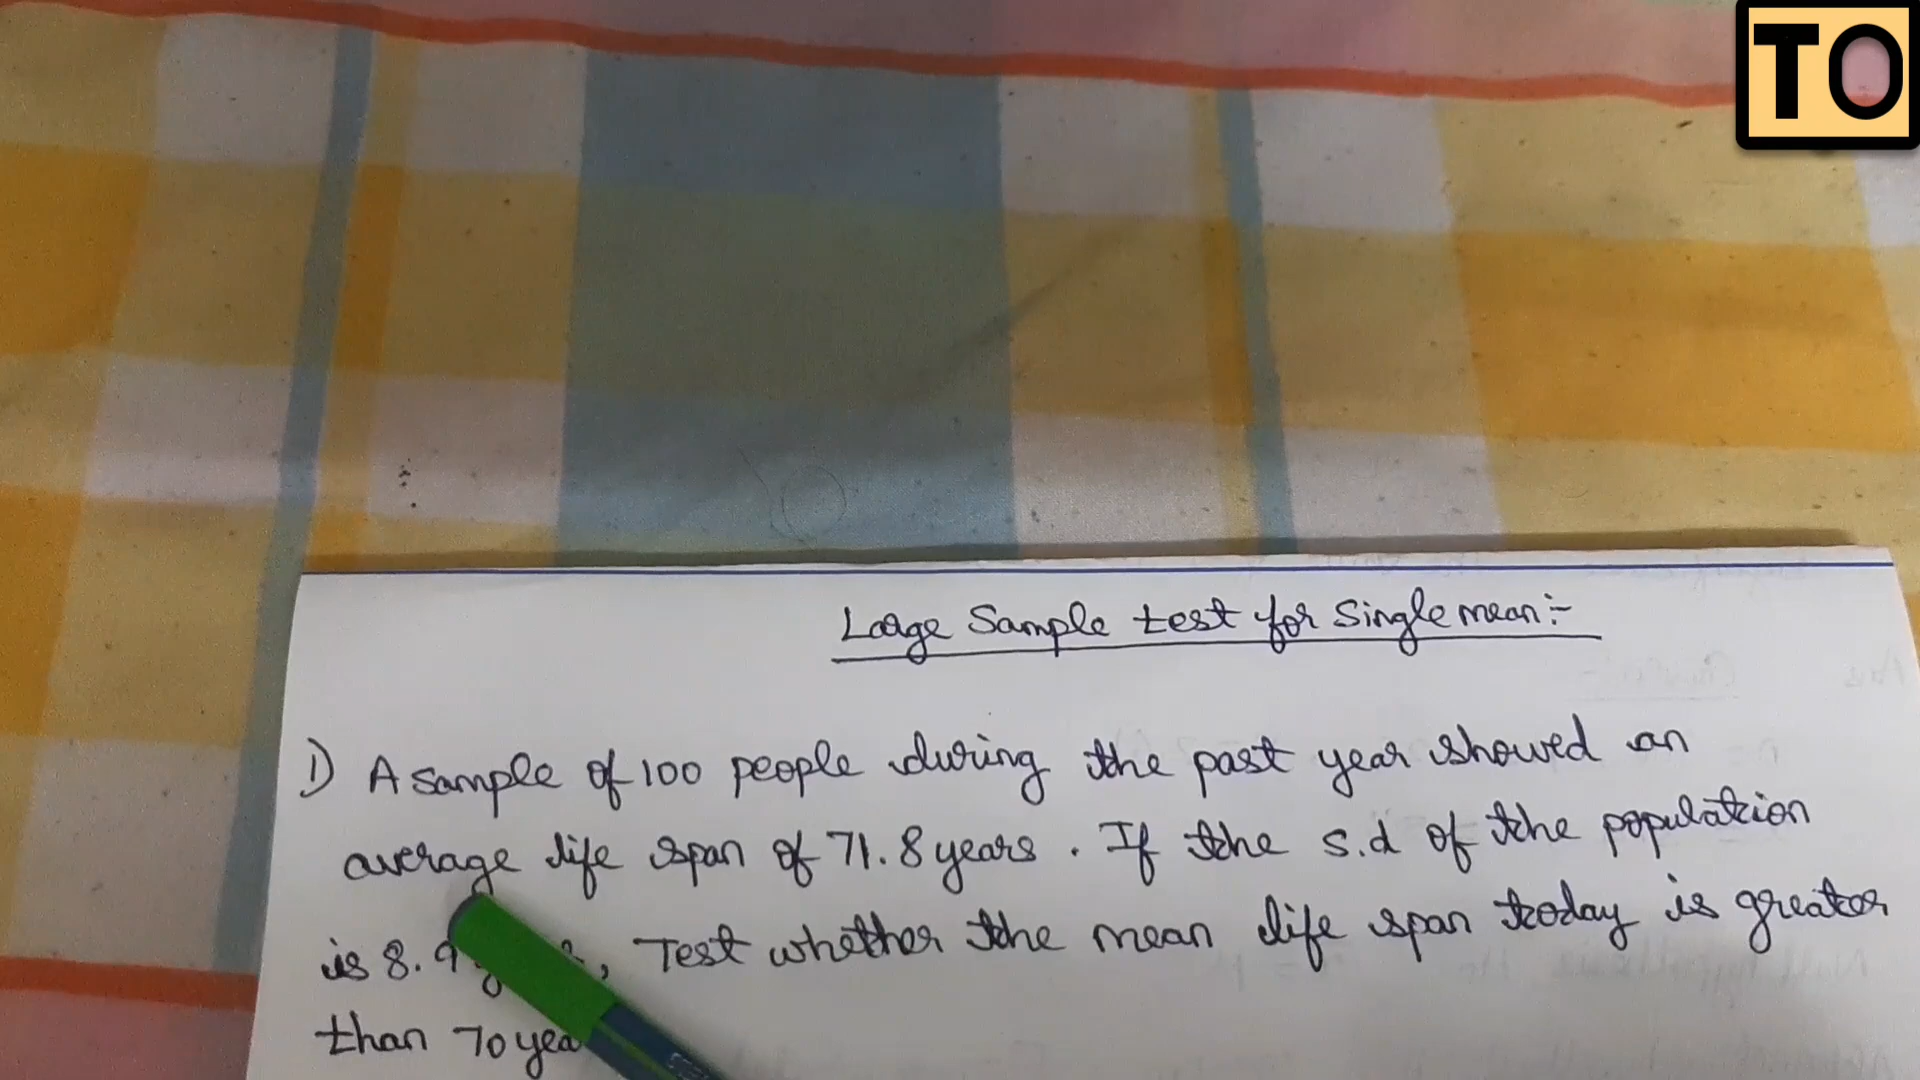 TO
Large Sample test for Single mean:-
1) A sample of 100 people during the past year showed an
average life span of 71.8 years. If the s.d of the population
is 8.9 , Test whether the mean life span today is greater
than 70